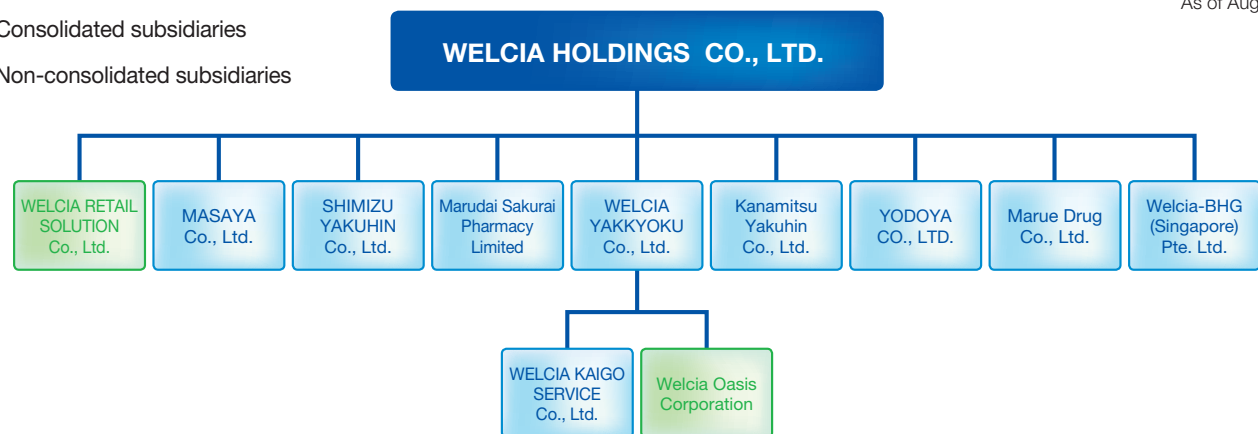 As of Aug
Consolidated subsidiaries
Non-consolidated subsidiaries
WELCIA HOLDINGS CO., LTD.
WELCIA RETAIL
SOLUTION
Co., Ltd.
MASAYA
Co., Ltd.
SHIMIZU
YAKUHIN
Co., Ltd.
Marudai Sakurai
Pharmacy
Limited
WELCIA
YAKKYOKU
Co., Ltd.
Kanamitsu
Yakuhin
Co., Ltd.
YODOYA
CO., LTD.
Marue Drug
Co., Ltd.
Welcia-BHG
(Singapore)
Pte. Ltd.
WELCIA KAIGO
SERVICE
Co., Ltd.
Welcia Oasis
Corporation